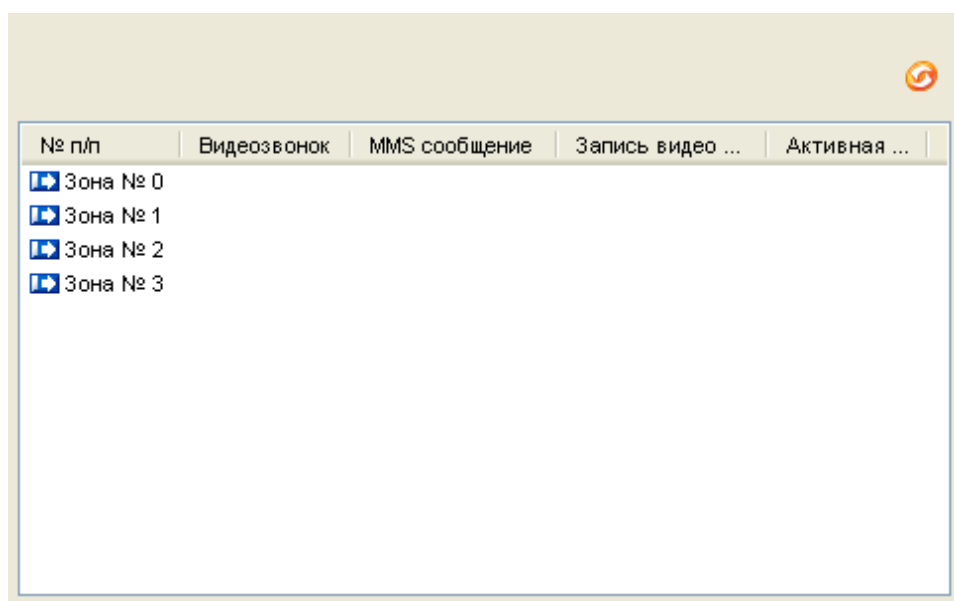 № п/п Видеозвонок MMS сообщение Запись видео ... Активная ...
Зона № 0
Зона № 1
Зона № 2
Зона № 3